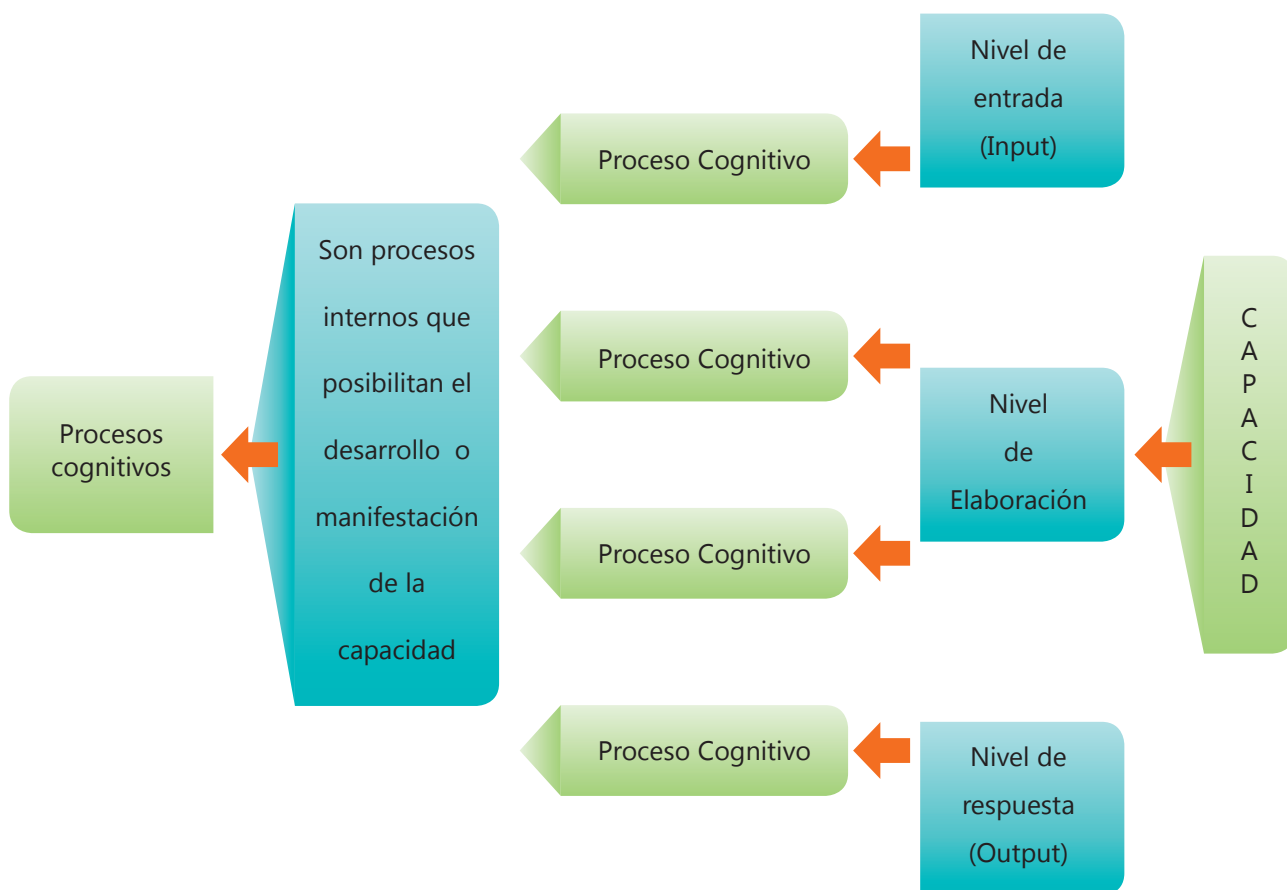 Procesos
cognitivos
Son procesos
internos que
posibilitan el
desarrollo o
manifestación
de la
capacidad
Proceso Cognitivo
Proceso Cognitivo
Proceso Cognitivo
Proceso Cognitivo
Nivel de
entrada
(Input)
Nivel
de
Elaboración
Nivel de
respuesta
(Output)
C
A
P
A
C
I
D
A
D